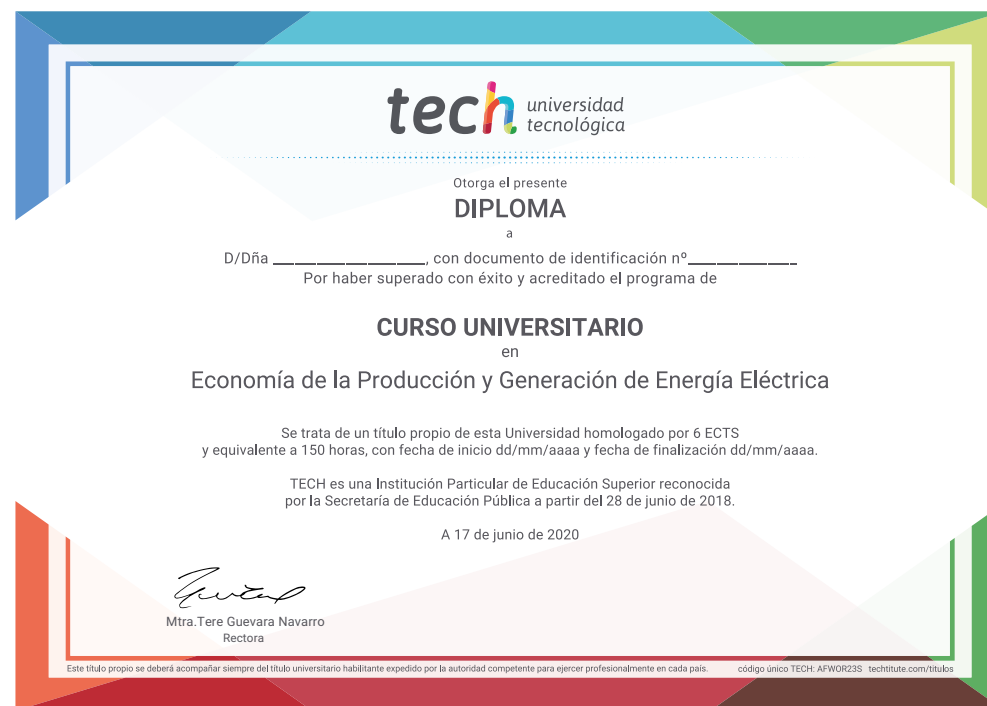 tech universidad
tecnológica
Otorga el presente
DIPLOMA
a
D/Dña ____________________, con documento de identificación nº______________
Por haber superado con éxito y acreditado el programa de
CURSO UNIVERSITARIO
en
Economía de la Producción y Generación de Energía Eléctrica
Se trata de un título propio de esta Universidad homologado por 6 ECTS
y equivalente a 150 horas, con fecha de inicio dd/mm/aaaa y fecha de finalización dd/mm/aaaa.
TECH es una Institución Particular de Educación Superior reconocida
por la Secretaría de Educación Pública a partir del 28 de junio de 2018.
A 17 de junio de 2020
Mtra.Tere Guevara Navarro
Rectora
Este título propio se deberá acompañar siempre del título universitario habilitante expedido por la autoridad competente para ejercer profesionalmente en cada país. código único TECH: AFWOR23S techtitute.com/titulos